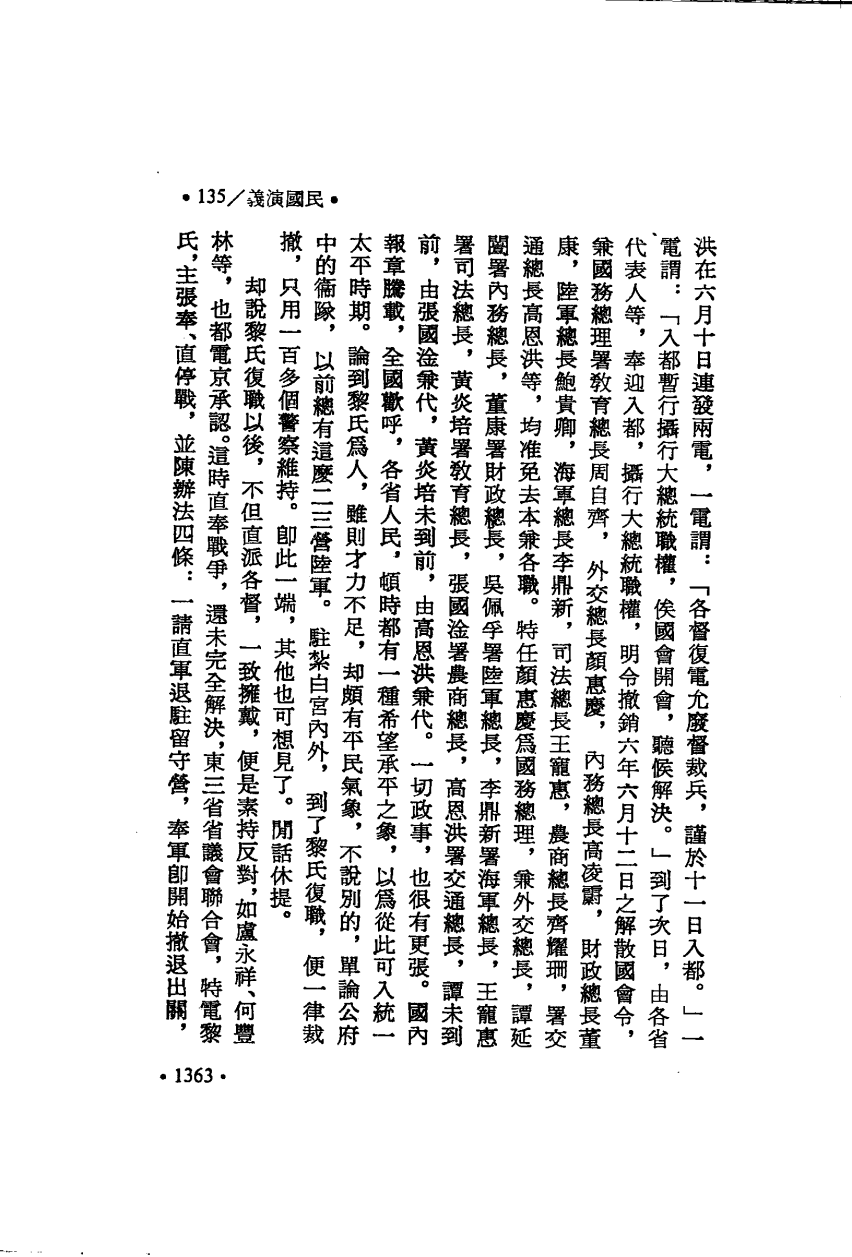 •135/義演國民•
洪在六月十日連發兩電，一電謂：「各督復電允廢督裁兵，謹於十一日入都。」一
電謂：「入都暫行攝行大總統職權，俟國會開會，聽候解決。」到了次日，由各省
代表人等，奉迎入都，攝行大總統職權，明令撤銷六年六月十二日之解散國會令，
兼國務總理署敎育總長周自齊，外交總長顏惠慶，內務總長高凌霨，財政總長董
康，陸軍總長鮑貴卿，海軍總長李鼎新，司法總長王寵惠，農商總長齊耀珊，署交
通總長高恩洪等，均准免去本兼各職。特任顏惠慶爲國務總理，兼外交總長，譚延
闓署內務總長，董康署財政總長，吳佩孚署陸軍總長，李鼎新署海軍總長，王寵惠
署司法總長，黃炎培署敎育總長，張國淦署農商總長，高恩洪署交通總長，譚未到
前，由張國淦兼代，黃炎培未到前，由高恩洪兼代。一切政事，也很有更張。國內
報章騰載，全國歡呼，各省人民，頓時都有一種希望承平之象，以爲從此可入統一
太平時期。論到黎氏爲人，雖則才力不足，却頗有平民氣象，不說別的，單論公府
中的衞隊，以前總有這麼二三營陸軍。駐紮白宮內外，到了黎氏復職，便一律裁
撤，只用一百多個警察維持。卽此一端，其他也可想見了。閒話休提。
却說黎氏復職以後，不但直派各督，一致擁戴，便是素持反對，如盧永祥、何豐
林等，也都電京承認。這時直奉戰爭，還未完全解決，東三省省議會聯合會，特電黎
氏，主張奉、直停戰，並陳辦法四條：一請直軍退駐留守營，奉軍卽開始撤退出關，
•1363•